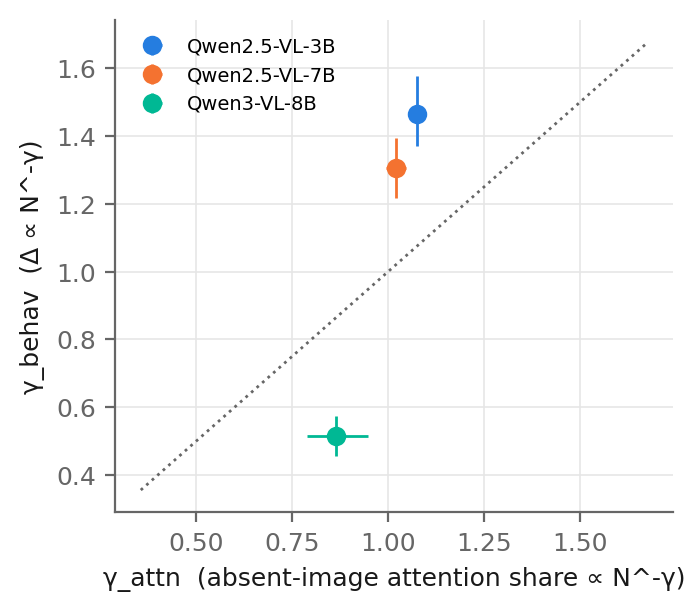 Qwen2.5-VL-3B
Qwen2.5-VL-7B
Qwen3-VL-8B
γ_behav (Δ ∝ N^-γ)
1.6
1.4
1.2
1.0
0.8
0.6
0.4
0.50 0.75 1.00 1.25 1.50
γ_attn (absent-image attention share ∝ N^-γ)